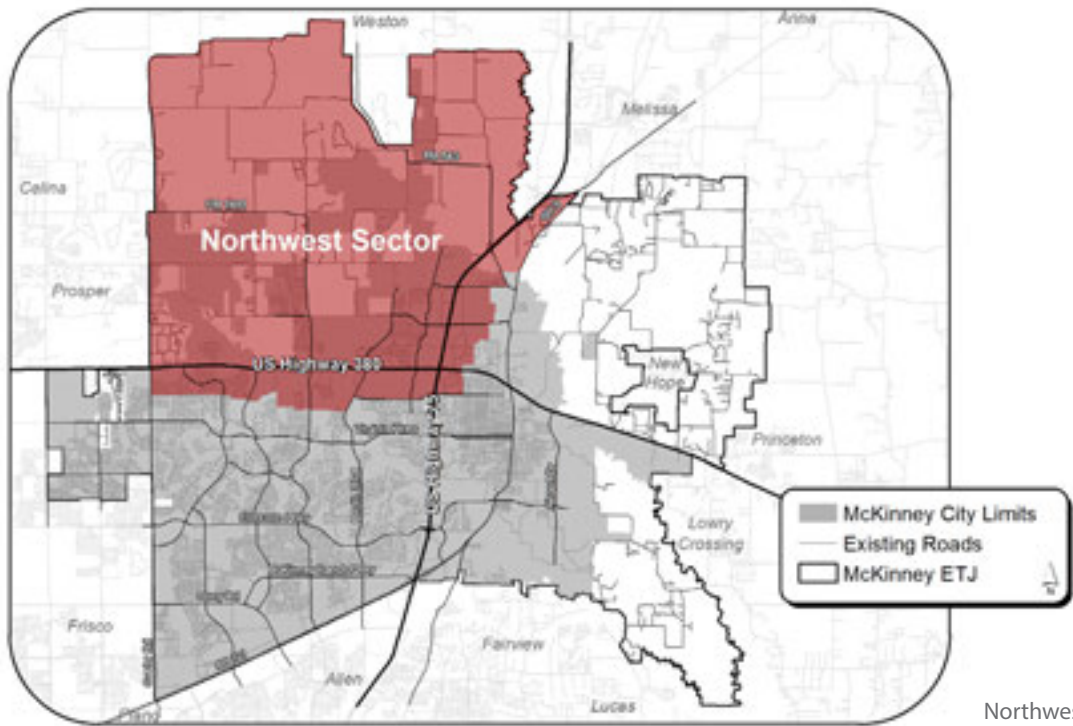 Weston
Anna
Melissa
Celina
Northwest Sector
Prosper
US Highway 380
New
Hope
Princeton
McKinney City Limits
Lowry
Crossing
Existing Roads
McKinney ETJ
N
Frisco
Fairview
Allen
Plano
Lucas
Northwes